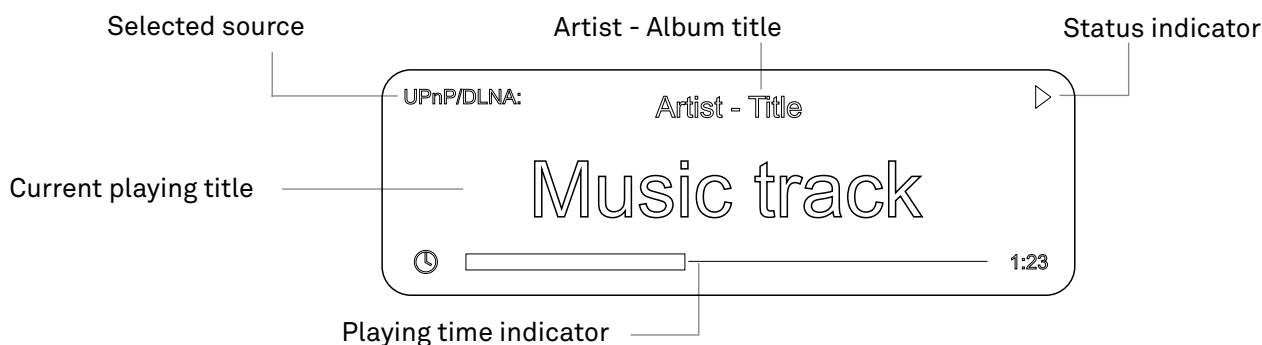 Selected source
Artist - Album title
Status indicator
UPnP/DLNA:
Artist - Title
Current playing title
Music track
1:23
Playing time indicator